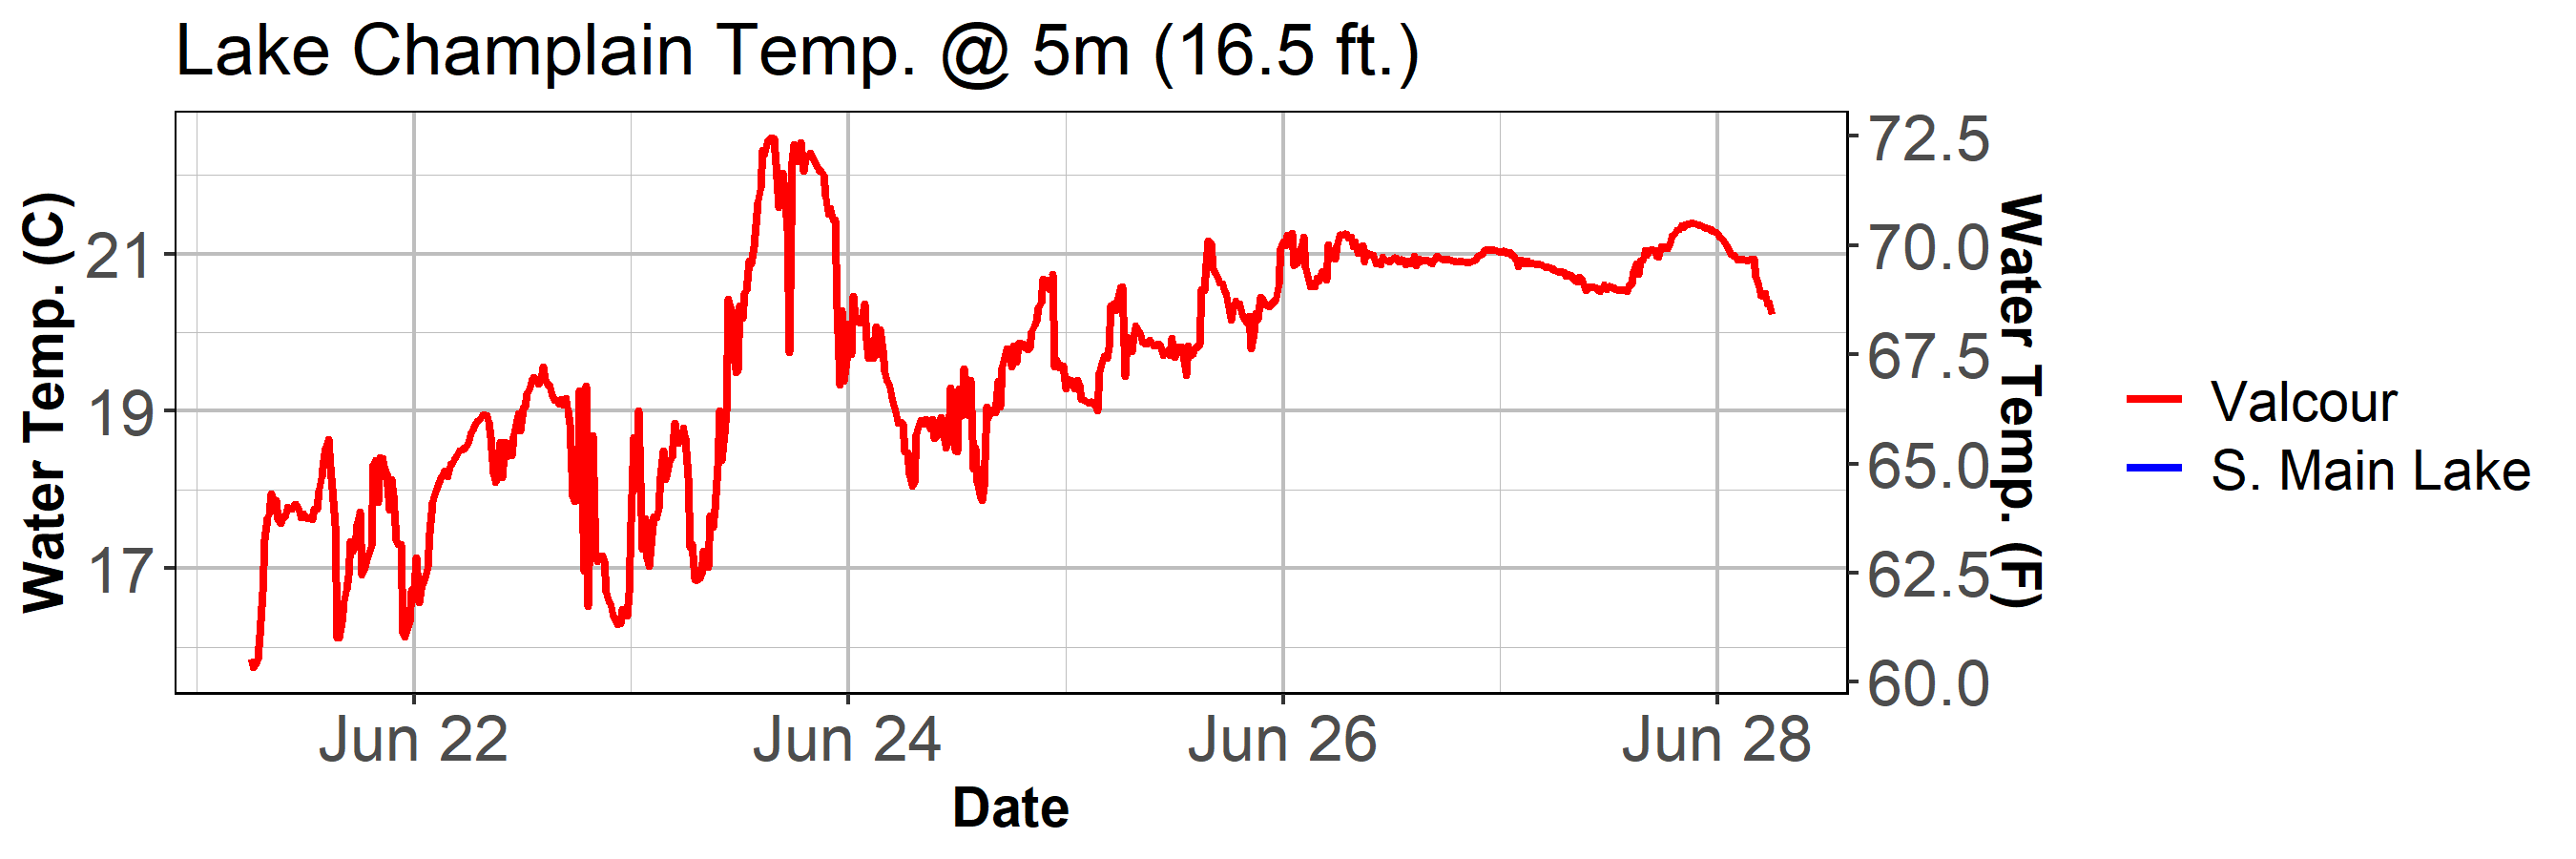 Lake Champlain Temp. @ 5m (16.5 ft.)
Water Temp. (C)
21
19
17
72.5
70.0
67.5
65.0
62.5
60.0
Water Temp. (F)
Jun 22
Jun 24
Jun 26
Jun 28
Date
Valcour
S. Main Lake